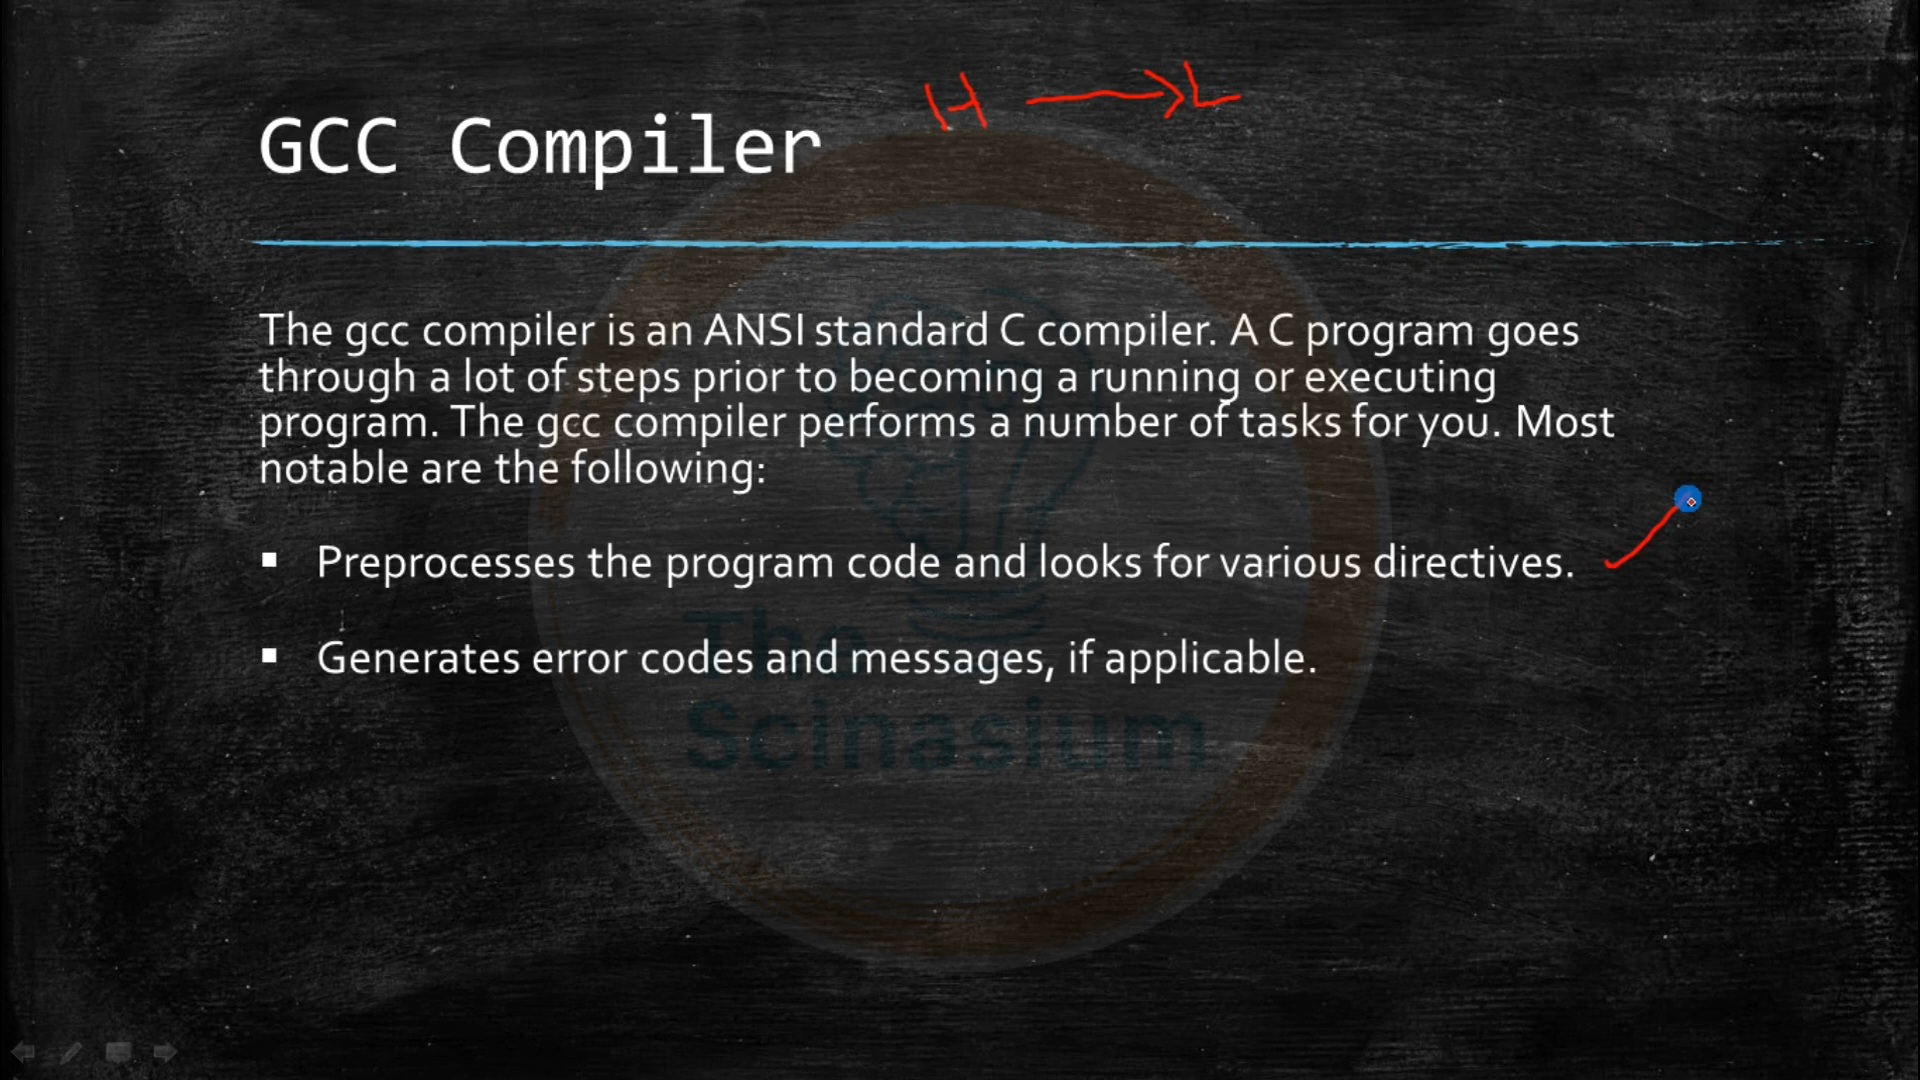 H → L
GCC Compiler
The gcc compiler is an ANSI standard C compiler. A C program goes
through a lot of steps prior to becoming a running or executing
program. The gcc compiler performs a number of tasks for you. Most
notable are the following:
▪ Preprocesses the program code and looks for various directives.
▪ Generates error codes and messages, if applicable.
The
Scinasium